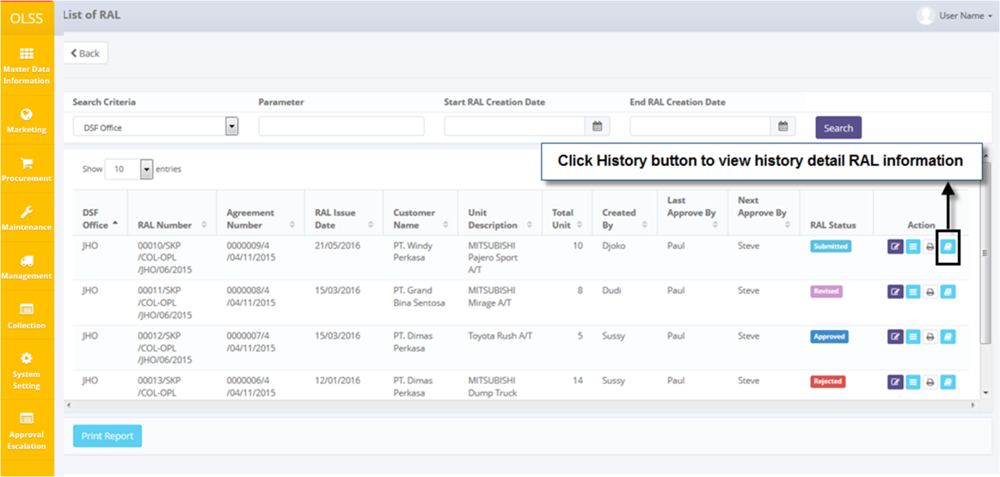 OLSS
List of RAL
User Name
Back
Master Data
Information
Marketing
Procurement
Maintenance
Management
Collection
System
Setting
Approval
Escalation
Search Criteria
Parameter
Start RAL Creation Date
End RAL Creation Date
DSF Office
Search
Click History button to view history detail RAL information
Show 10 entries
DSF
Office
RAL Number
Agreement
Number
RAL Issue
Date
Customer
Name
Unit
Description
Total
Unit
Created
By
Last
Approve By
Next
Approve By
RAL Status
Action
JHO
00010/SKP
/COL-OPL
/JHO/06/2015
0000009/4
/04/11/2015
21/05/2016
PT. Windy
Perkasa
MITSUBISHI
Pajero Sport
A/T
10
Djoko
Paul
Steve
Submitted
JHO
00011/SKP
/COL-OPL
/JHO/06/2015
0000008/4
/04/11/2015
15/03/2016
PT. Grand
Bina Sentosa
MITSUBISHI
Mirage A/T
8
Dudi
Paul
Steve
Revised
JHO
00012/SKP
/COL-OPL
/JHO/06/2015
0000007/4
/04/11/2015
15/03/2016
PT. Dimas
Perkasa
Toyota Rush A/T
5
Sussy
Paul
Steve
Approved
JHO
00013/SKP
/COL-OPL
0000006/4
/04/11/2015
12/01/2016
PT. Dimas
Perkasa
MITSUBISHI
Dump Truck
14
Sussy
Paul
Steve
Rejected
Print Report